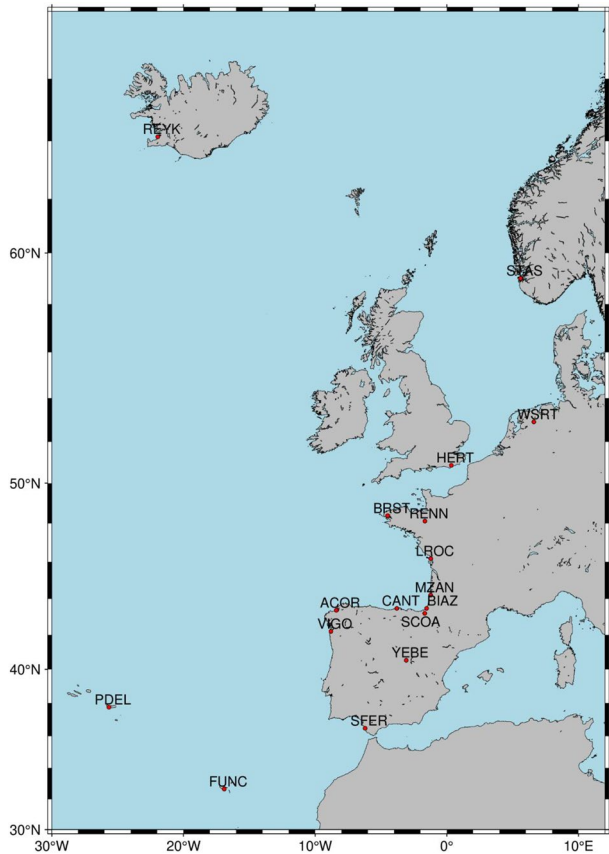 REYK
60°N
STAS
WSRT
HERT
50°N
BRST
RENN
LROC
MZAN
ACOR
CANT
BIAZ
SCOA
VIGO
YEBE
40°N
PDEL
SFER
FUNC
30°N
30°W
20°W
10°W
0°
10°E